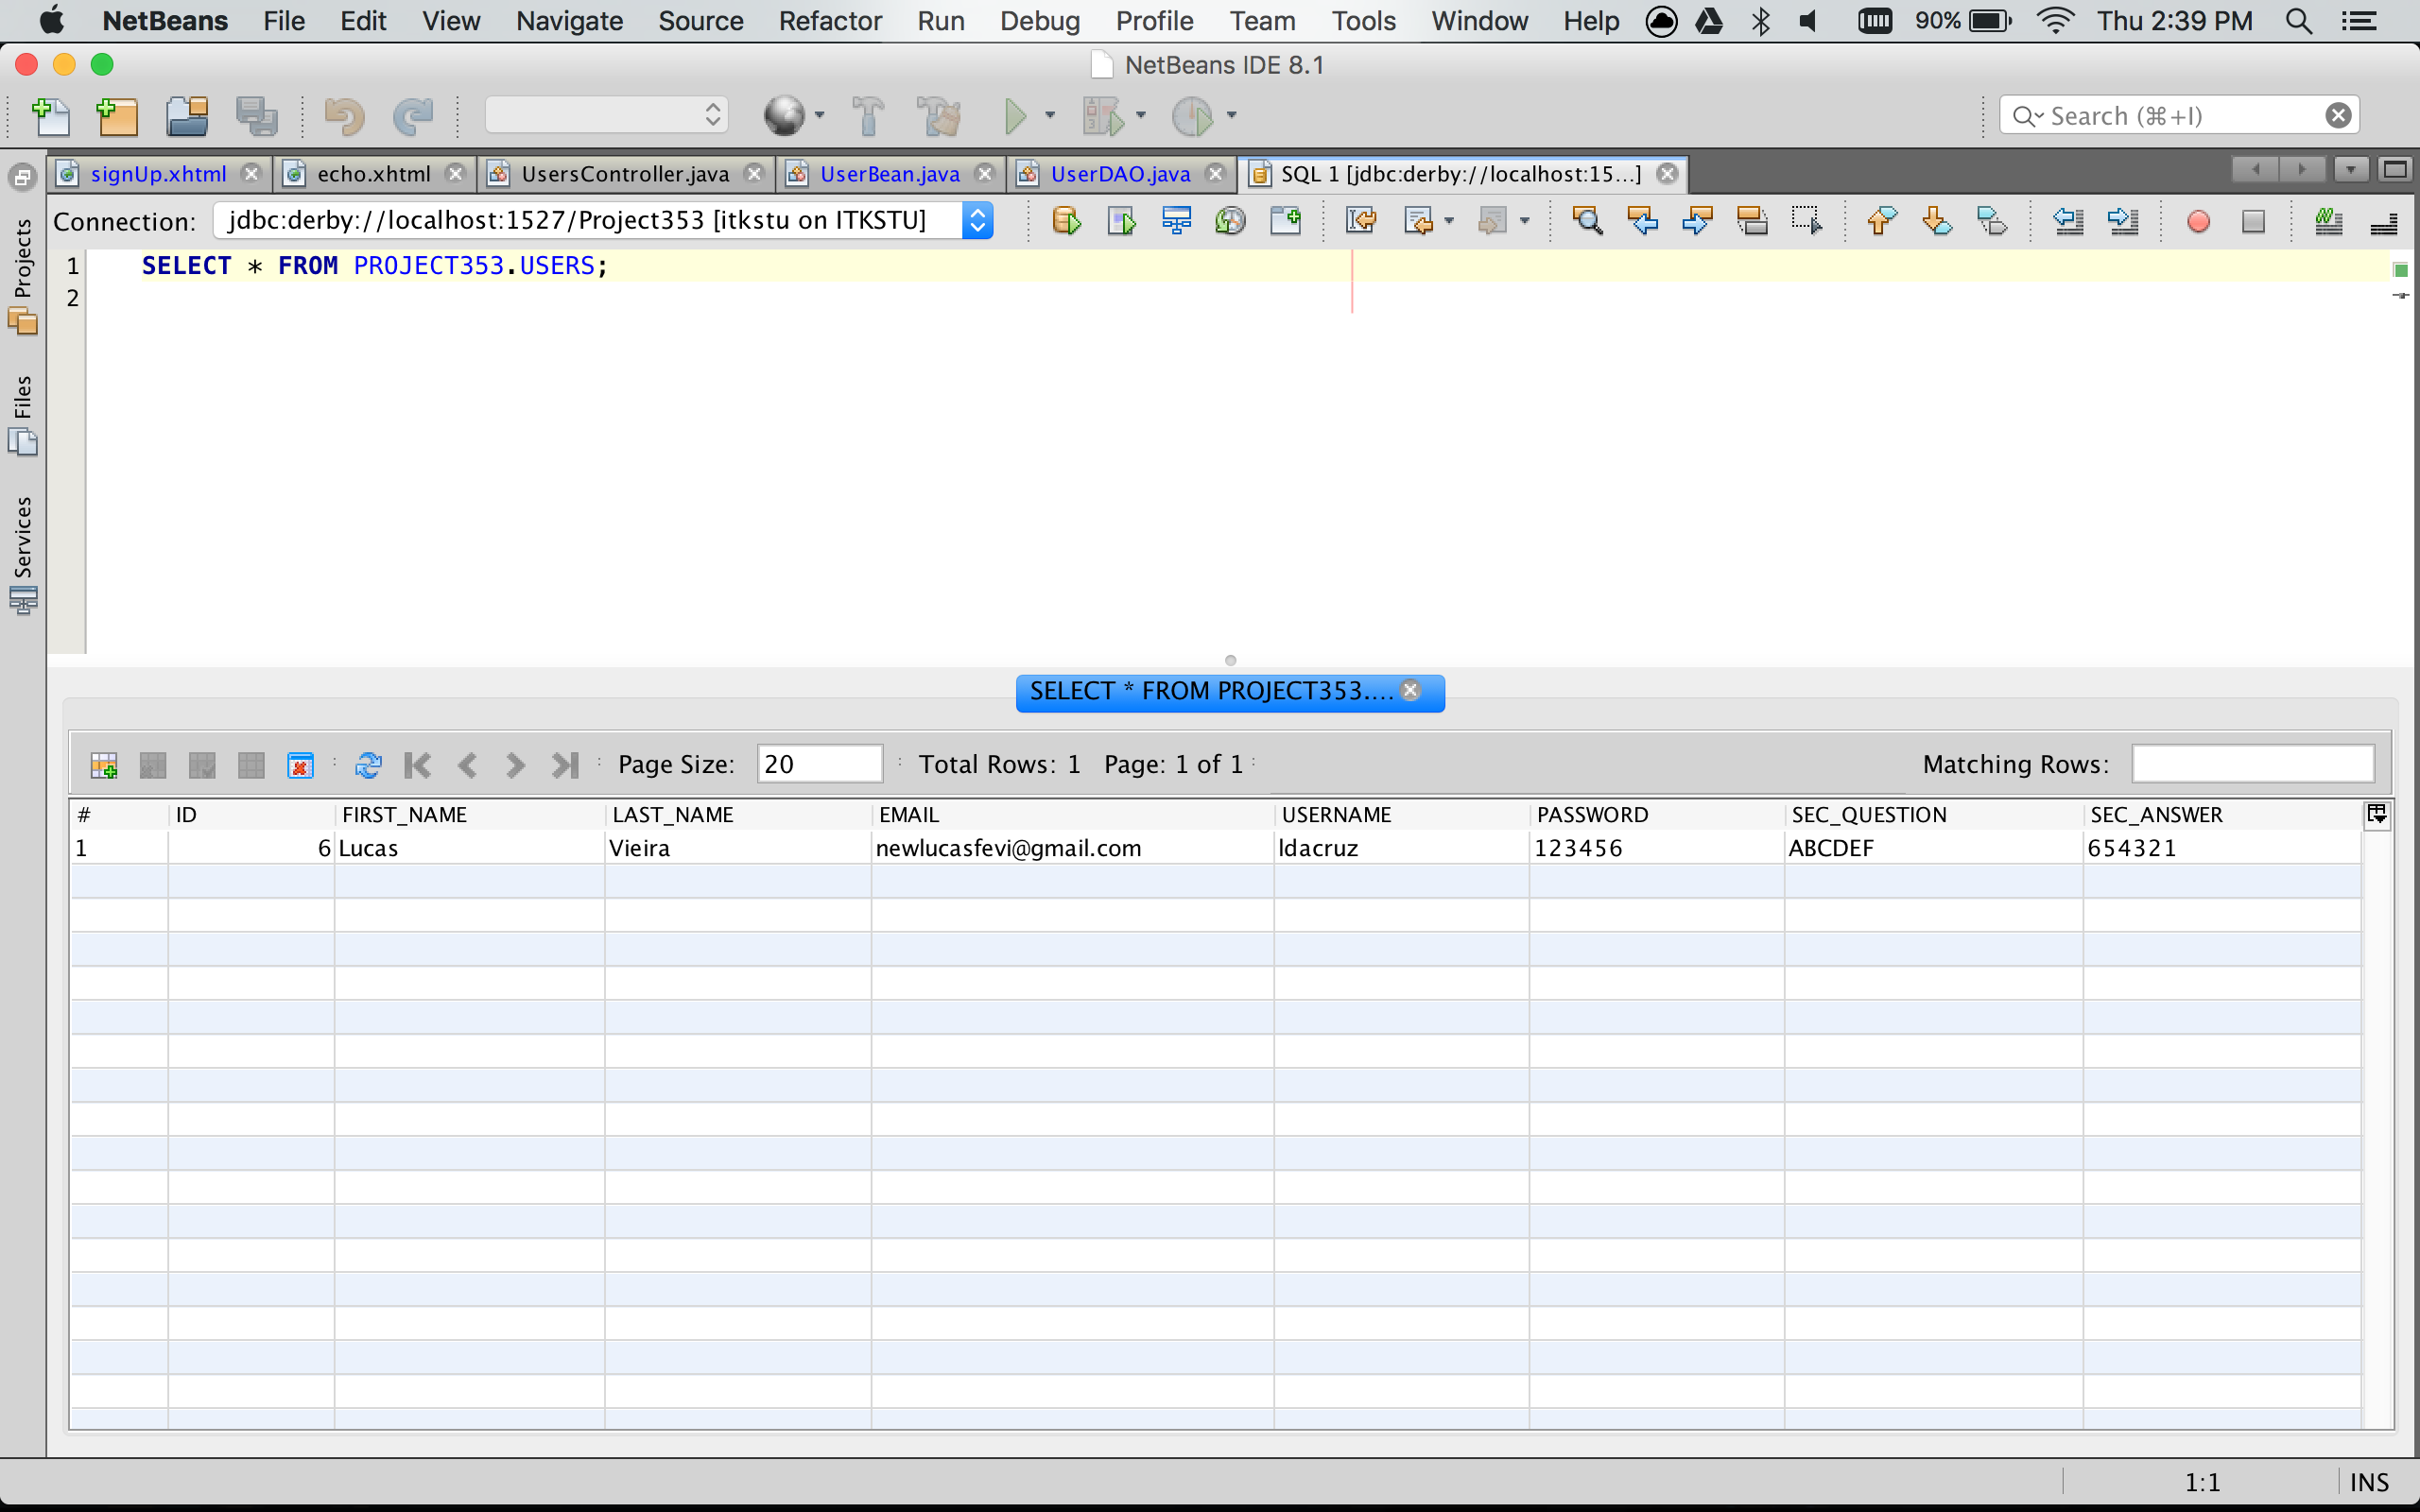 NetBeans File Edit View Navigate Source Refactor Run Debug Profile Team Tools Window Help 90% Thu 2:39 PM
NetBeans IDE 8.1
Search (⌘+I)
signUp.xhtml echo.xhtml UsersController.java UserBean.java UserDAO.java SQL 1 [jdbc:derby://localhost:15...]
Connection: jdbc:derby://localhost:1527/Project353 [itkstu on ITKSTU]
Projects
Files
Services
1 SELECT * FROM PROJECT353.USERS;
2
SELECT * FROM PROJECT353....
Page Size: 20 Total Rows: 1 Page: 1 of 1 Matching Rows:
# ID FIRST_NAME LAST_NAME EMAIL USERNAME PASSWORD SEC_QUESTION SEC_ANSWER
1 6 Lucas Vieira newlucasfevi@gmail.com ldacruz 123456 ABCDEF 654321
1:1 INS